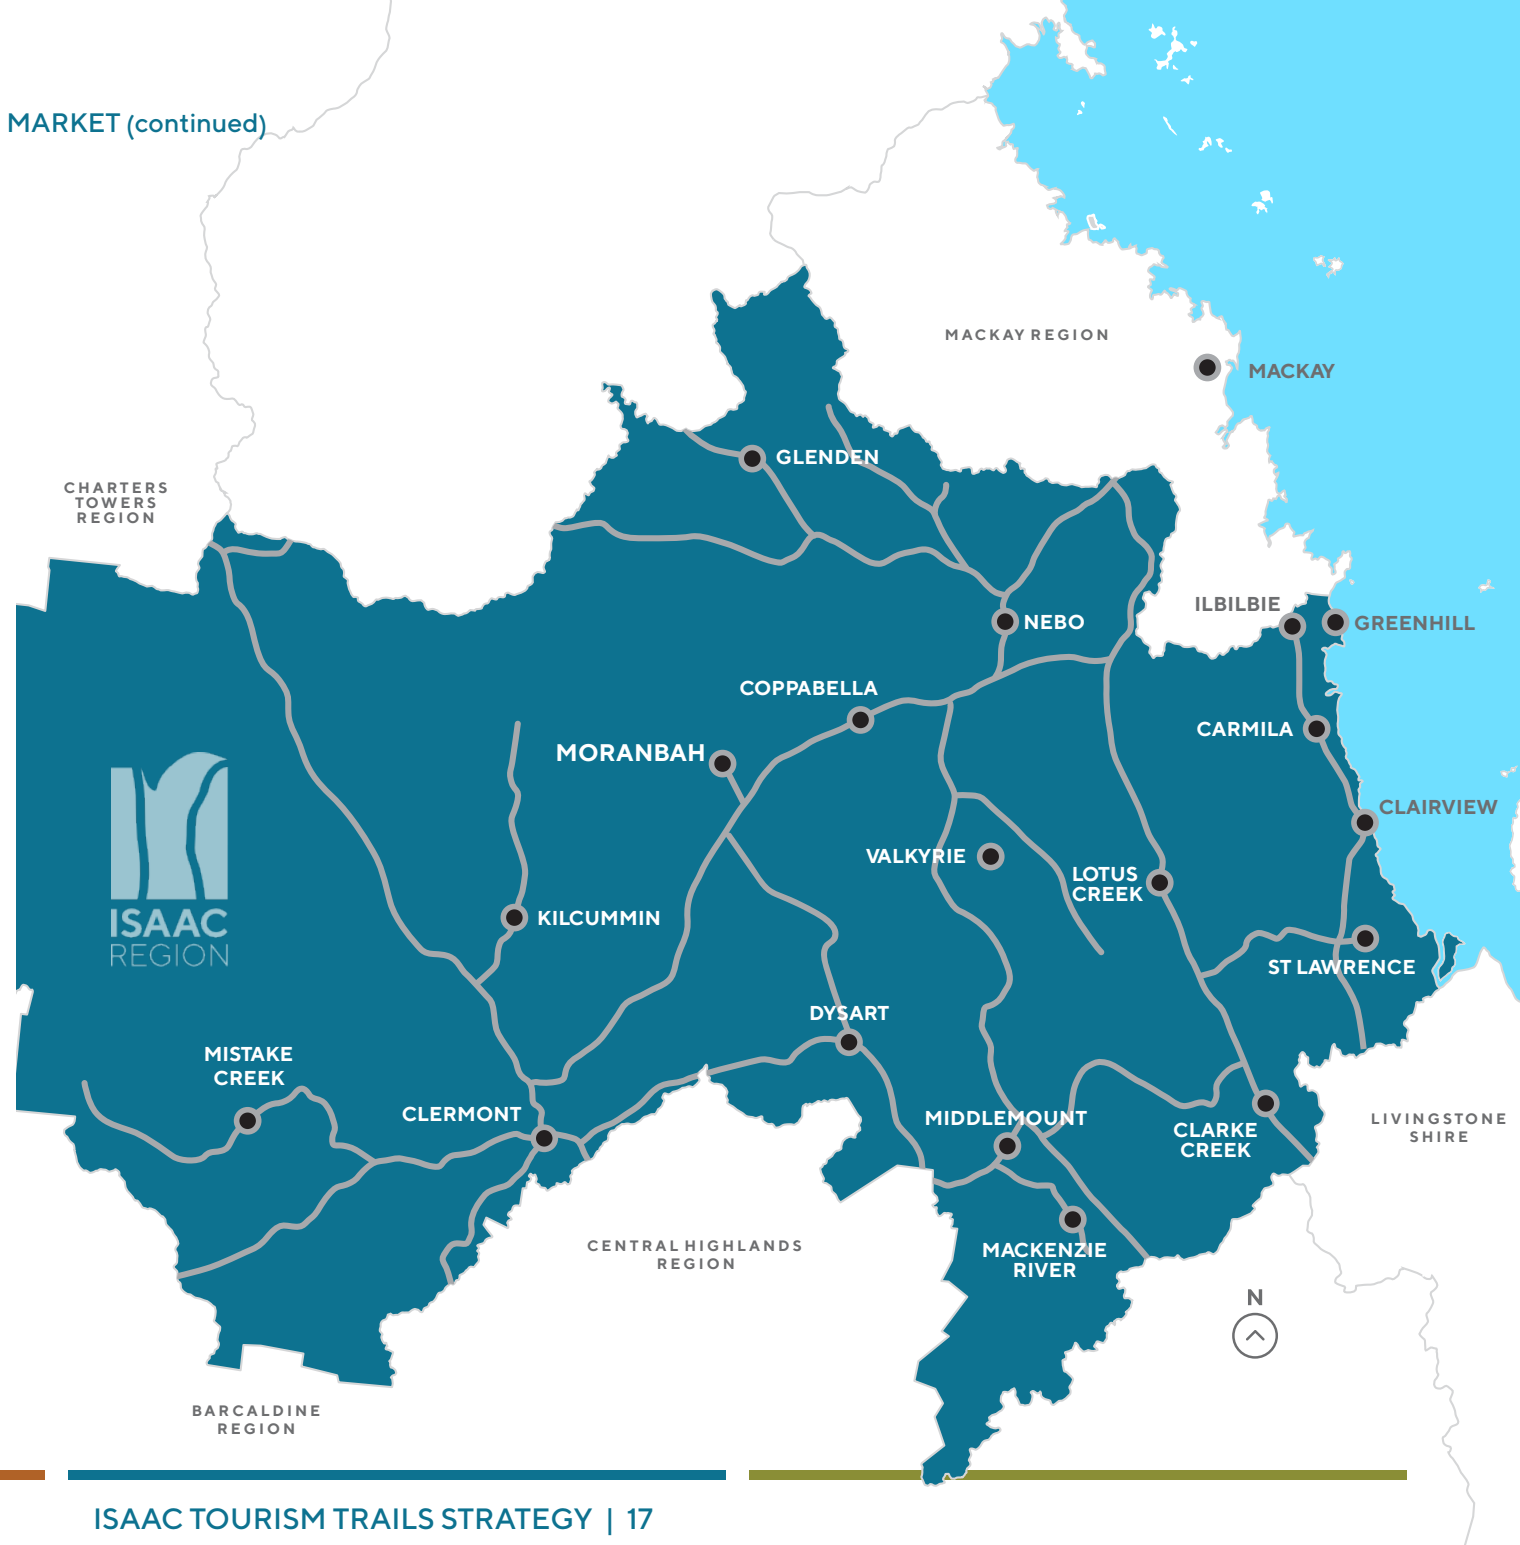 MARKET (continued)
MACKAY REGION
MACKAY
GLENDEN
CHARTERS
TOWERS
REGION
ILBILBIE
NEBO
GREENHILL
COPPABELLA
CARMILA
MORANBAH
CLAIRVIEW
VALKYRIE
LOTUS
CREEK
ISAAC
REGION
KILCUMMIN
ST LAWRENCE
DYSART
MISTAKE
CREEK
CLERMONT
MIDDLEMOUNT
CLARKE
CREEK
LIVINGSTONE
SHIRE
CENTRAL HIGHLANDS
REGION
MACKENZIE
RIVER
N
BARCALDINE
REGION
ISAAC TOURISM TRAILS STRATEGY | 17